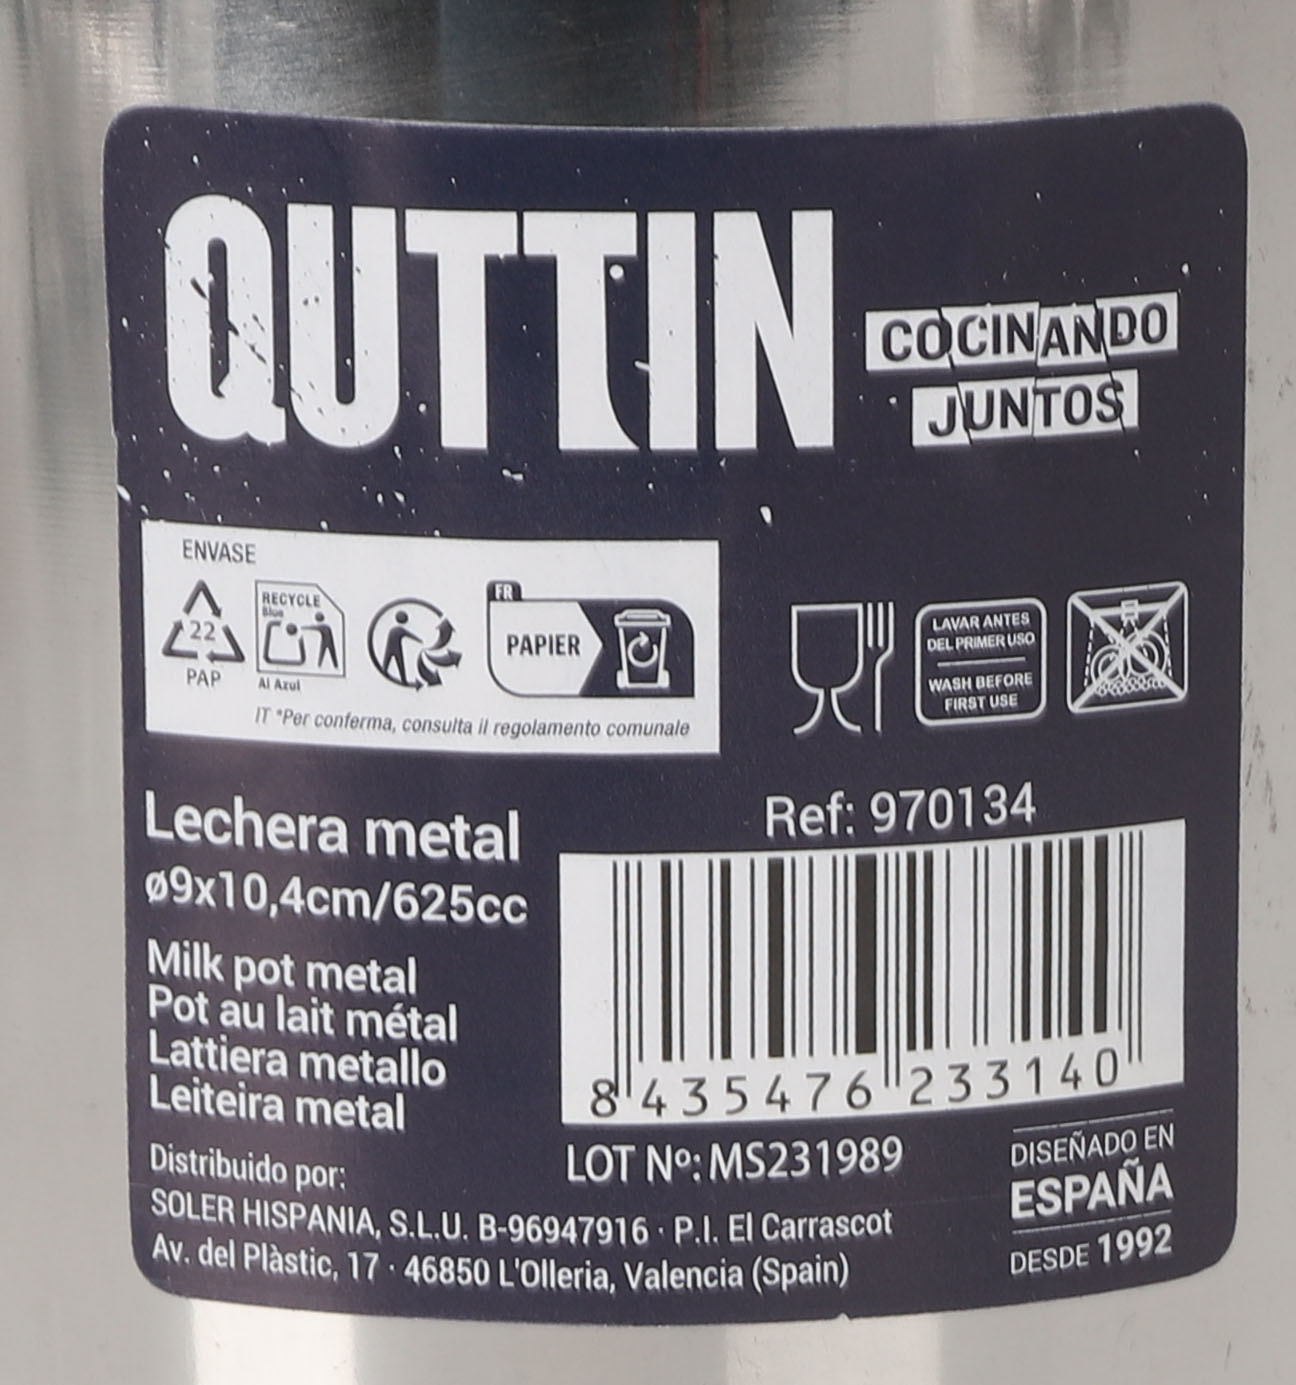 QUTTIN
COCINANDO
JUNTOS
ENVASE
22
PAP
RECYCLE
Blue
Al Azul
FR
PAPIER
IT *Per conferma, consulta il regolamento comunale
LAVAR ANTES
DEL PRIMER USO
WASH BEFORE
FIRST USE
Lechera metal
ø9x10,4cm/625cc
Milk pot metal
Pot au lait métal
Lattiera metallo
Leiteira metal
Ref: 970134
8 435476 233140
LOT Nº: MS231989
Distribuido por:
SOLER HISPANIA, S.L.U. B-96947916 · P.I. El Carrascot
Av. del Plàstic, 17 · 46850 L'Olleria, Valencia (Spain)
DISEÑADO EN
ESPAÑA
DESDE 1992